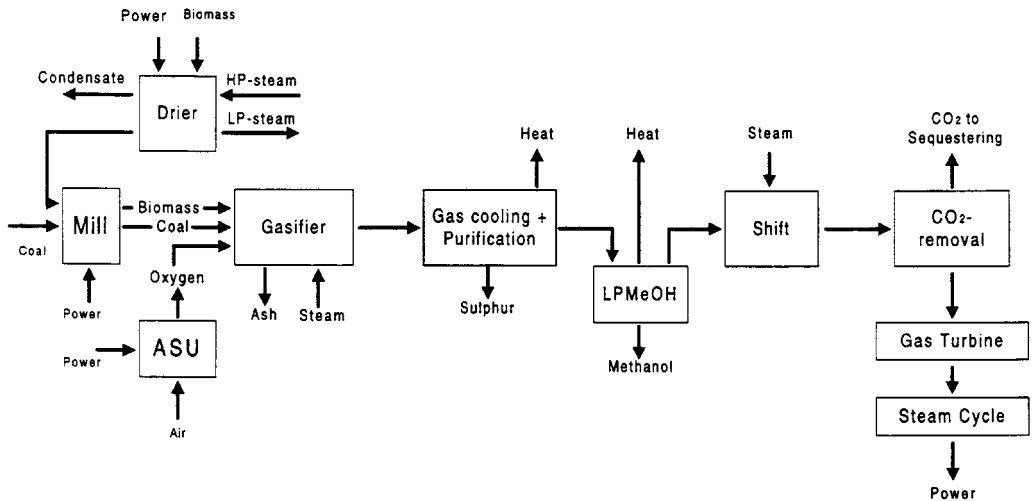 Power
Biomass
Condensate
HP-steam
Drier
LP-steam
CO2 to
Sequestering
Heat
Heat
Steam
Mill
Biomass
Coal
Coal
Gasifier
Gas cooling +
Purification
Shift
CO2-
removal
Oxygen
Ash
Steam
Sulphur
LPMeOH
Power
Power
ASU
Methanol
Gas Turbine
Air
Steam Cycle
Power